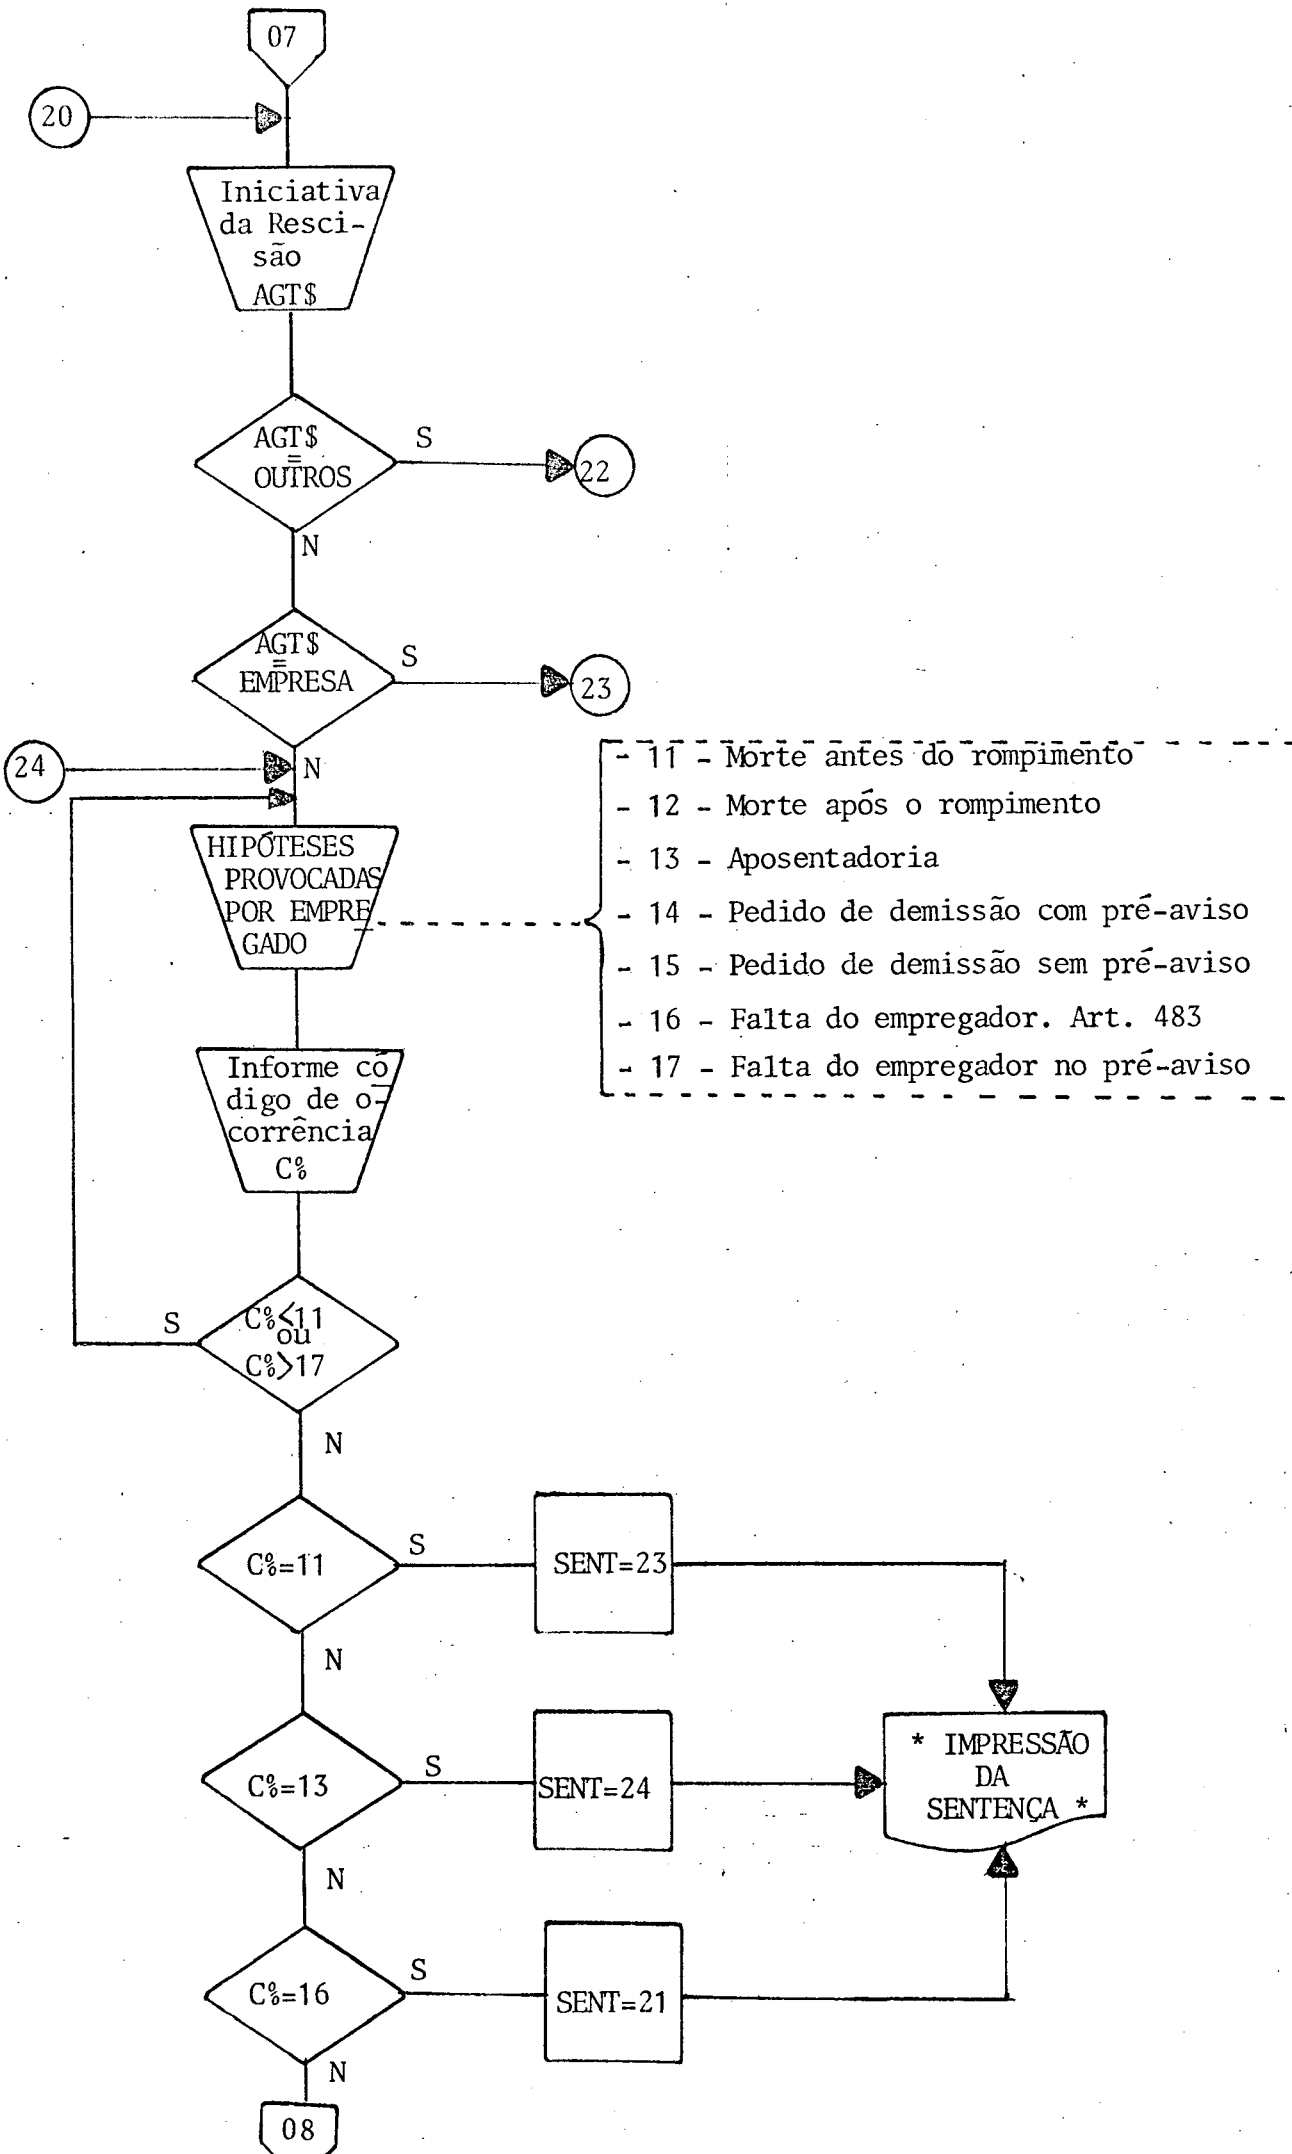 07
20
Iniciativa
da Resci-
são
AGT$
AGT$
=
OUTROS
S
22
N
AGT$
=
EMPRESA
S
23
24
N
HIPÓTESES
PROVOCADAS
POR EMPRE
GADO
- 11 - Morte antes do rompimento
- 12 - Morte após o rompimento
- 13 - Aposentadoria
- 14 - Pedido de demissão com pré-aviso
- 15 - Pedido de demissão sem pré-aviso
- 16 - Falta do empregador. Art. 483
- 17 - Falta do empregador no pré-aviso
Informe có
digo de o-
corrência
C%
S
C%<11
ou
C%>17
N
C%=11
S
SENT=23
N
C%=13
S
SENT=24
* IMPRESSÃO
DA
SENTENÇA *
N
C%=16
S
SENT=21
N
08